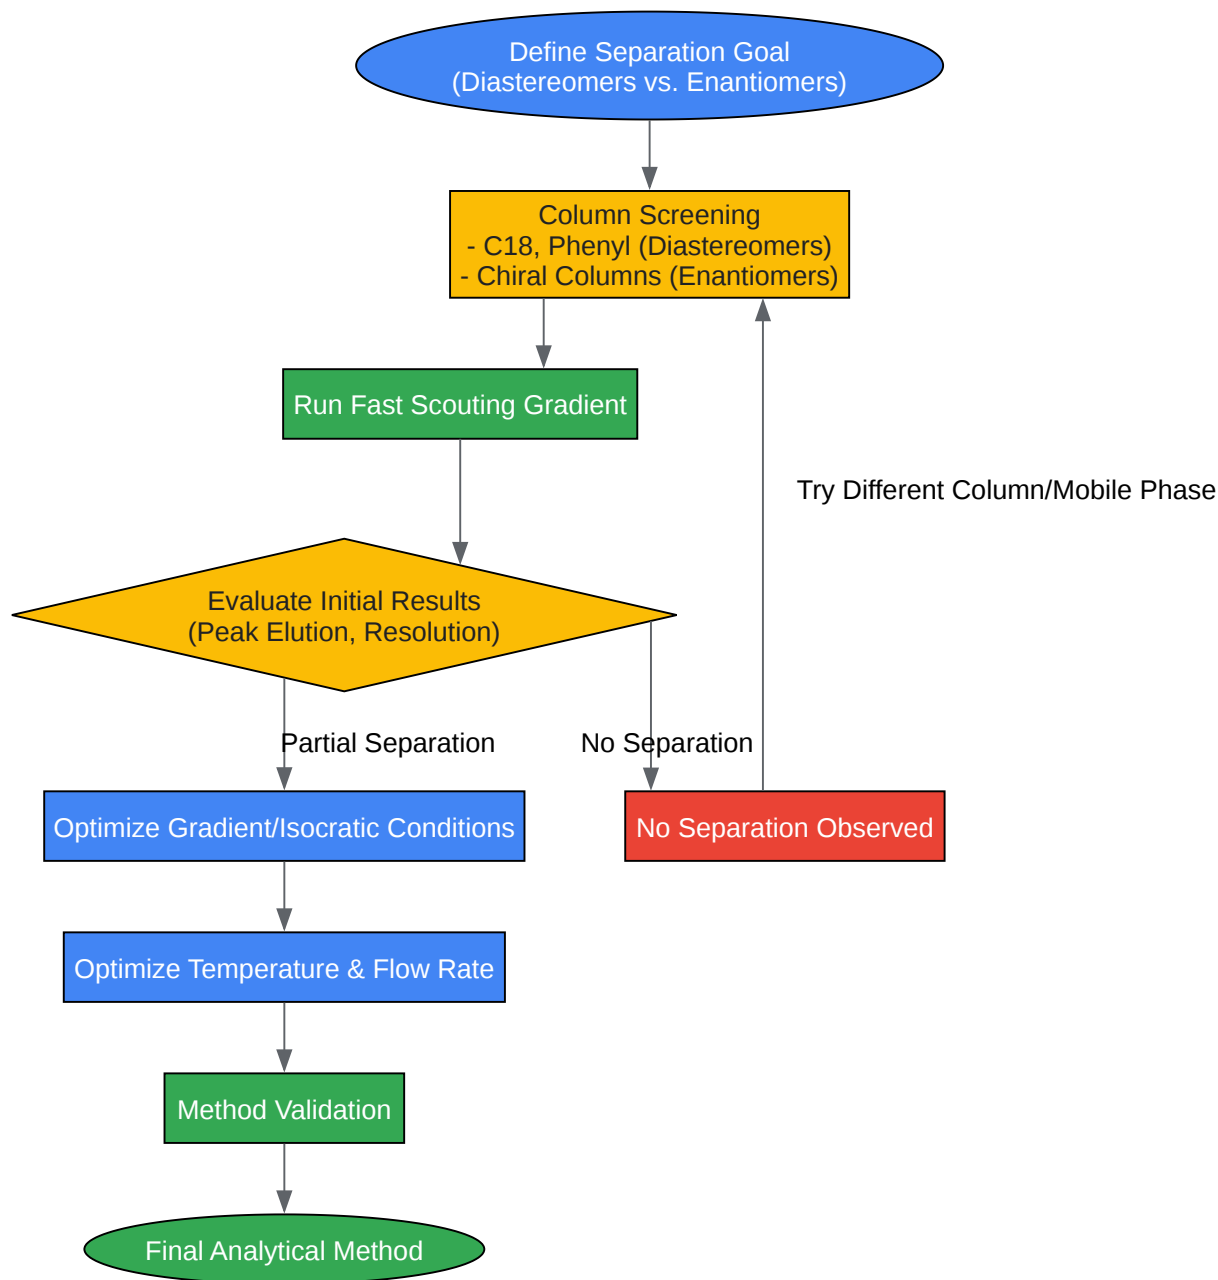 Define Separation Goal
(Diastereomers vs. Enantiomers)
Column Screening
- C18, Phenyl (Diastereomers)
- Chiral Columns (Enantiomers)
Run Fast Scouting Gradient
Try Different Column/Mobile Phase
Evaluate Initial Results
(Peak Elution, Resolution)
Partial Separation
No Separation
Optimize Gradient/Isocratic Conditions
No Separation Observed
Optimize Temperature & Flow Rate
Method Validation
Final Analytical Method